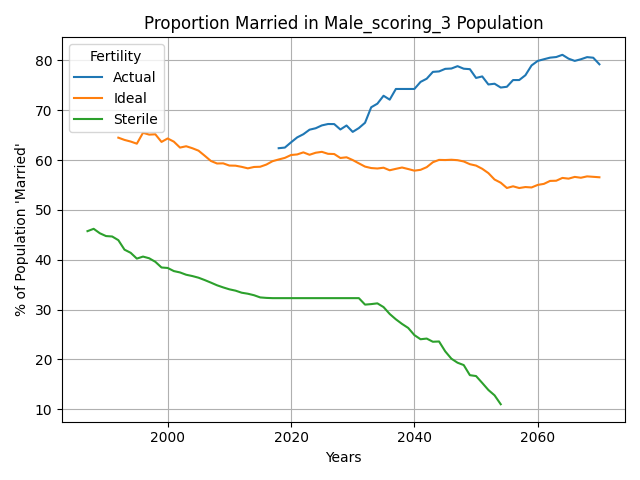 Proportion Married in Male_scoring_3 Population
Fertility
Actual
Ideal
Sterile
% of Population 'Married'
80
70
60
50
40
30
20
10
2000 2020 2040 2060
Years